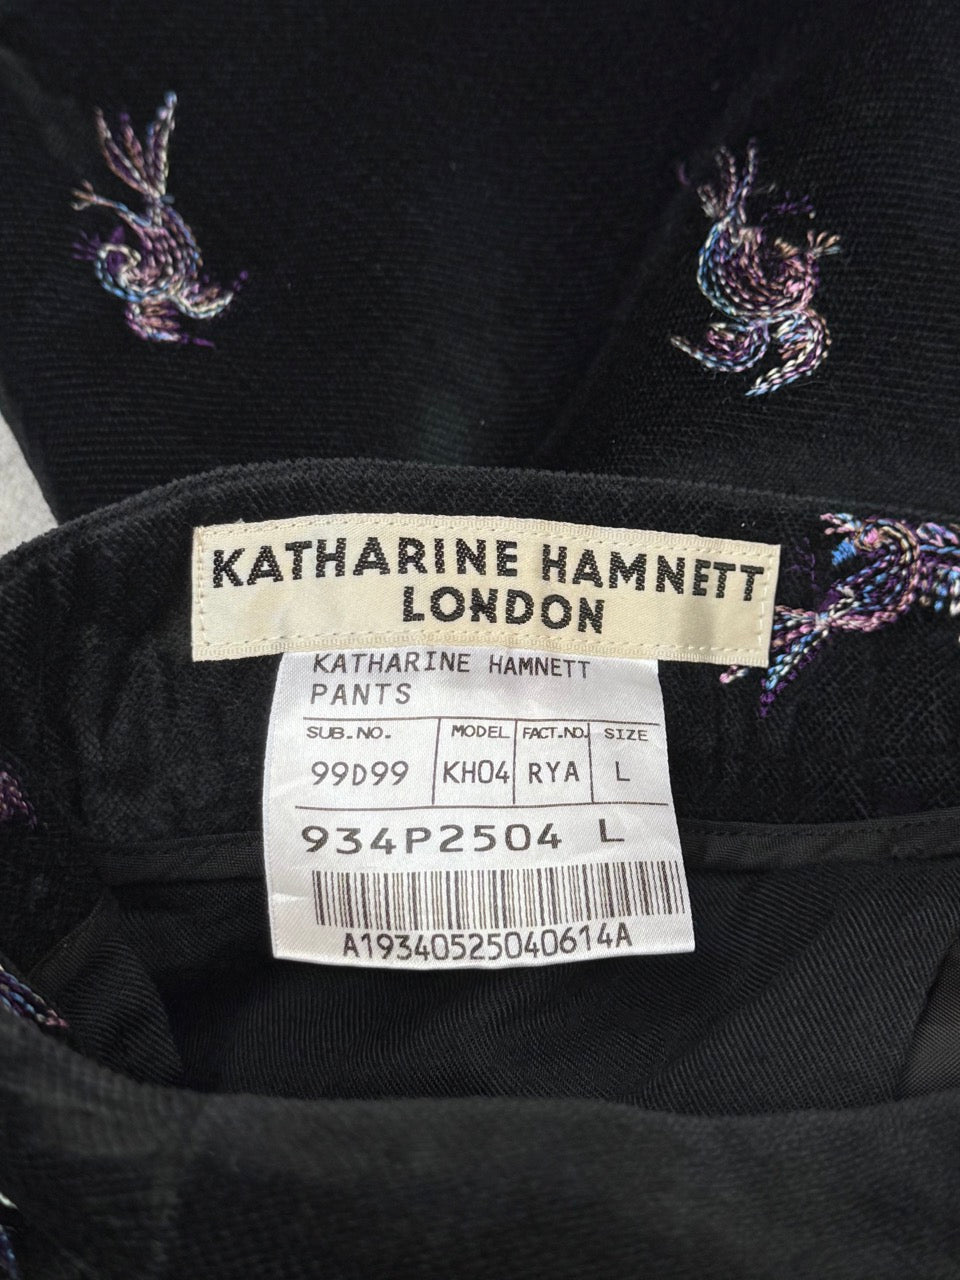 KATHARINE HAMNETT
LONDON
KATHARINE HAMNETT
PANTS
SUB.NO. MODEL FACT.NO. SIZE
99D99 KH04 RYA L
934P2504 L
A19340525040614A